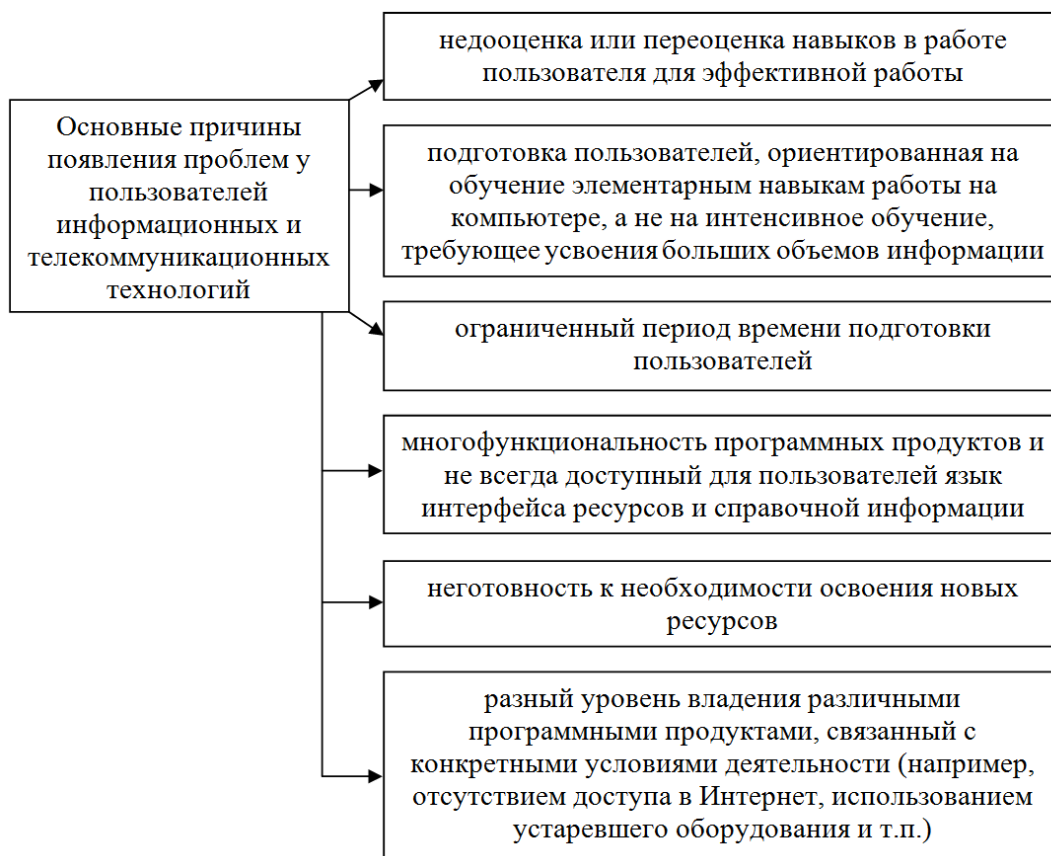 недооценка или переоценка навыков в работе
пользователя для эффективной работы
Основные причины
появления проблем у
пользователей
информационных и
телекоммуникационных
технологий
подготовка пользователей, ориентированная на
обучение элементарным навыкам работы на
компьютере, а не на интенсивное обучение,
требующее усвоения больших объемов информации
ограниченный период времени подготовки
пользователей
многофункциональность программных продуктов и
не всегда доступный для пользователей язык
интерфейса ресурсов и справочной информации
неготовность к необходимости освоения новых
ресурсов
разный уровень владения различными
программными продуктами, связанный с
конкретными условиями деятельности (например,
отсутствием доступа в Интернет, использованием
устаревшего оборудования и т.п.)